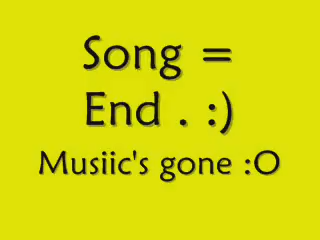 Song =
End . :)
Musiic's gone :O